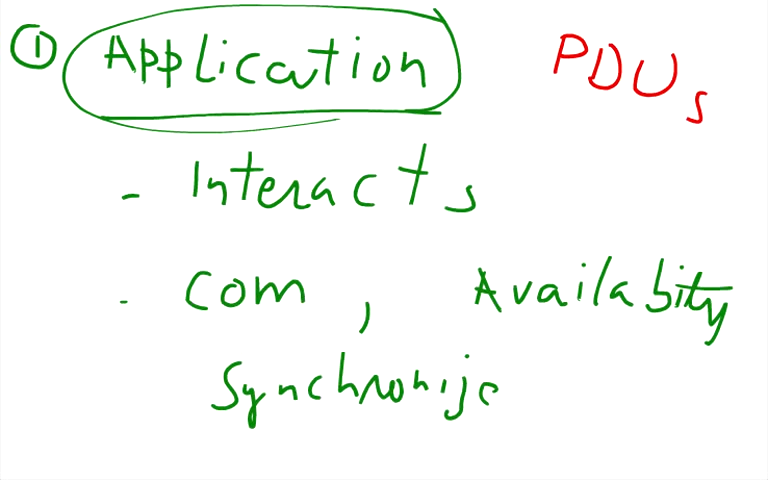 ① Application PDUs
- Interacts
- Com, Availabity
Synchronize